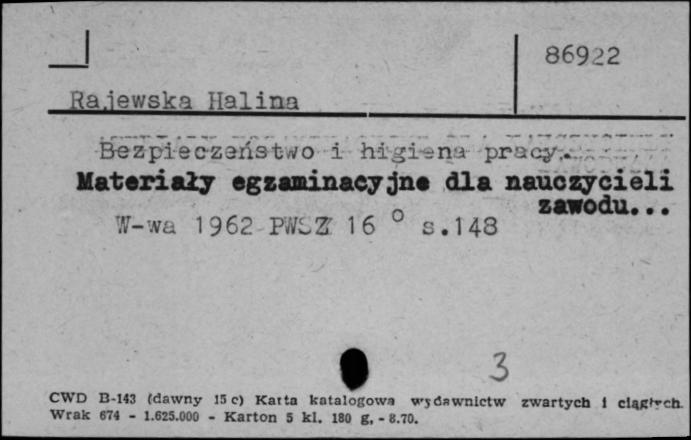 86922
Rajewska Halina
Bezpieczeństwo i higiena pracy.
Materiały egzaminacyjne dla nauczycieli
zawodu...
W-wa 1962 PWSZ 16 ° s.148
3
CWD B-143 (dawny 15 c) Karta katalogowa wydawnictw zwartych i ciągłych.
Wrak 674 - 1.625.000 - Karton 5 kl. 180 g, - 8.70.